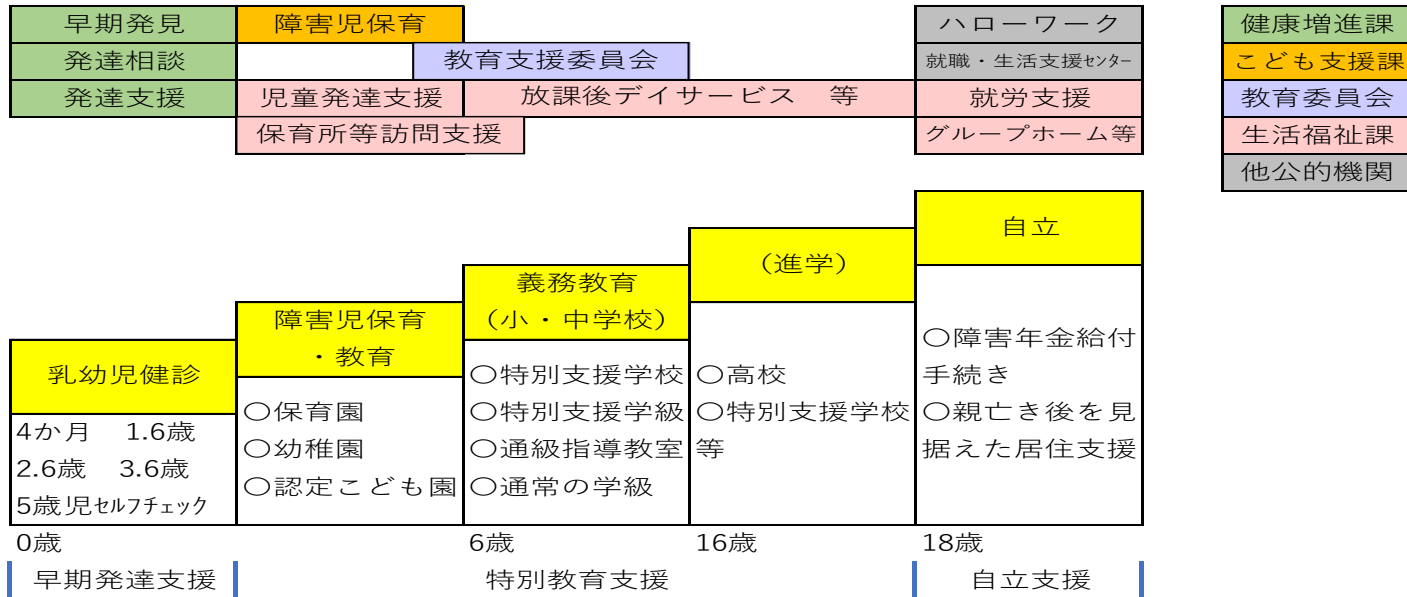 早期発見
障害児保育
ハローワーク
健康増進課
発達相談
教育支援委員会
就職・生活支援センター
こども支援課
発達支援
児童発達支援
放課後デイサービス 等
就労支援
教育委員会
保育所等訪問支援
グループホーム等
生活福祉課
他公的機関
乳幼児健診
4か月 1.6歳
2.6歳 3.6歳
5歳児セルフチェック
障害児保育
・教育
○保育園
○幼稚園
○認定こども園
義務教育
（小・中学校）
○特別支援学校
○特別支援学級
○通級指導教室
○通常の学級
（進学）
○高校
○特別支援学校
等
自立
○障害年金給付
手続き
○親亡き後を見
据えた居住支援
0歳
6歳
16歳
18歳
早期発達支援
特別教育支援
自立支援